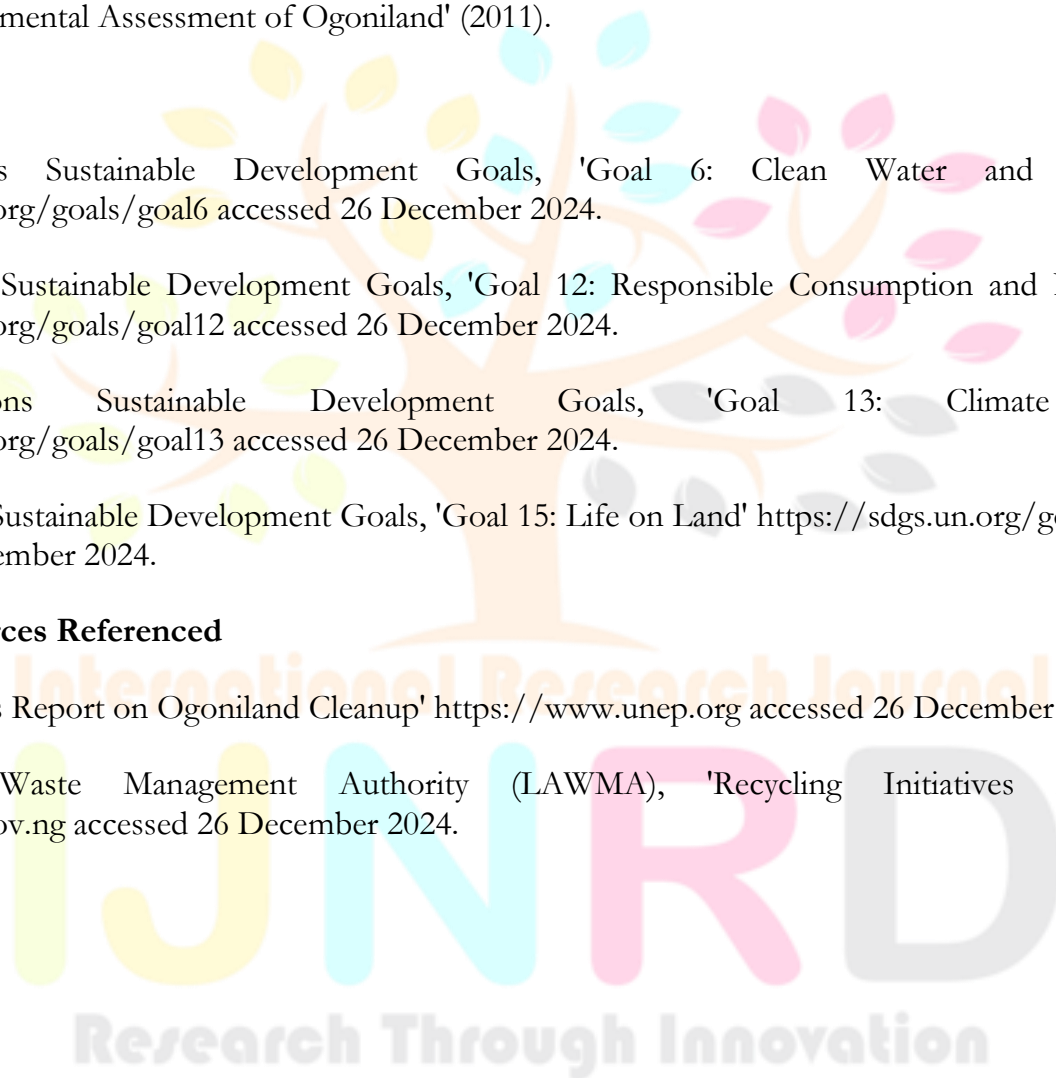 mental Assessment of Ogoniland' (2011).
s Sustainable Development Goals, 'Goal 6: Clean Water and
org/goals/goal6 accessed 26 December 2024.
Sustainable Development Goals, 'Goal 12: Responsible Consumption and
org/goals/goal12 accessed 26 December 2024.
ons Sustainable Development Goals, 'Goal 13: Climate
org/goals/goal13 accessed 26 December 2024.
Sustainable Development Goals, 'Goal 15: Life on Land' https://sdgs.un.org/go
ember 2024.
rces Referenced
International Research Journal
s Report on Ogoniland Cleanup' https://www.unep.org accessed 26 December
Waste Management Authority (LAWMA), 'Recycling Initiatives
ov.ng accessed 26 December 2024.
IJNRD
Research Through Innovation